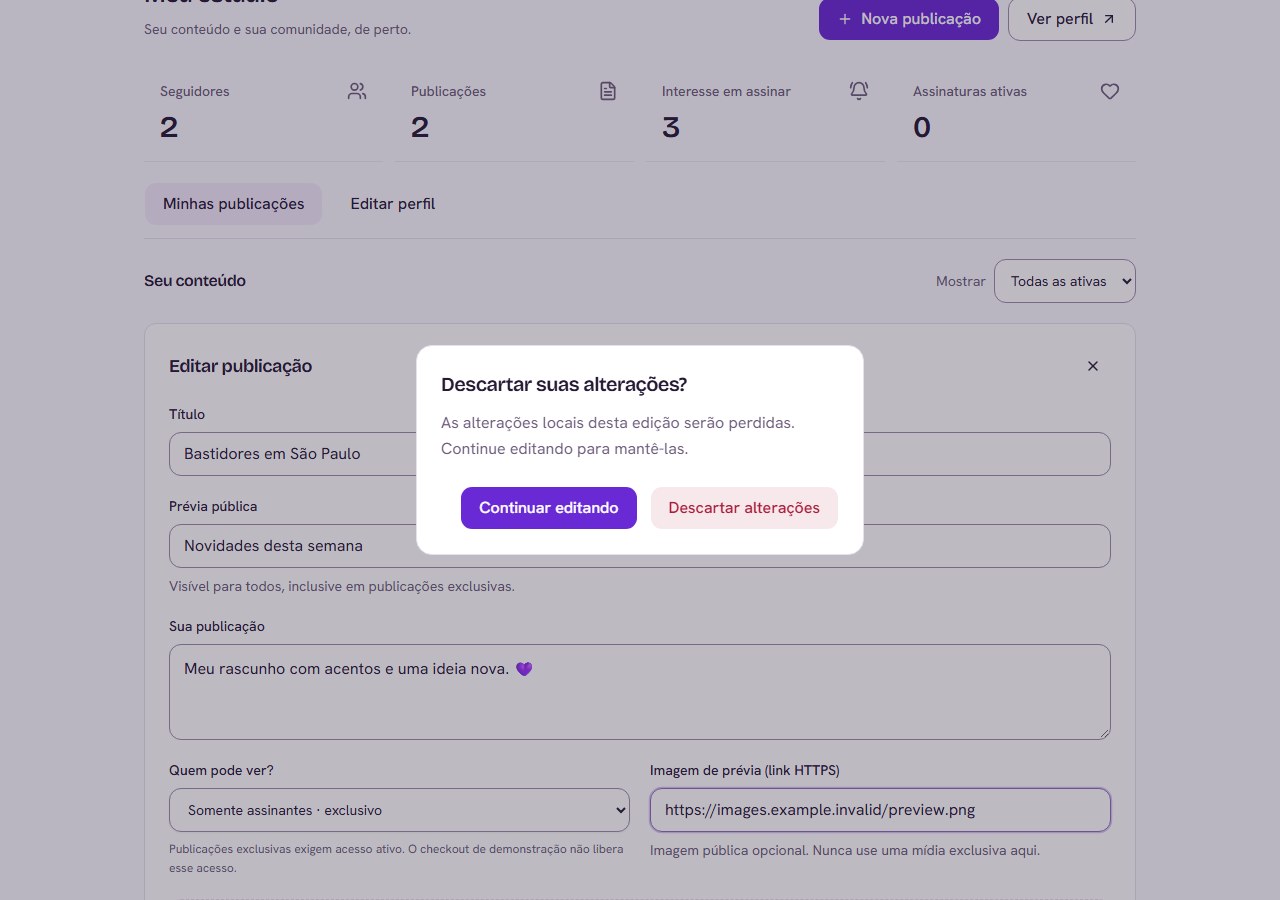 Meu estúdio
Seu conteúdo e sua comunidade, de perto.
+ Nova publicação
Ver perfil
Seguidores
2
Publicações
2
Interesse em assinar
3
Assinaturas ativas
0
Minhas publicações
Editar perfil
Seu conteúdo
Mostrar
Todas as ativas
Editar publicação
Título
Bastidores em São Paulo
Prévia pública
Novidades desta semana
Visível para todos, inclusive em publicações exclusivas.
Descartar suas alterações?
As alterações locais desta edição serão perdidas.
Continue editando para mantê-las.
Continuar editando
Descartar alterações
Sua publicação
Meu rascunho com acentos e uma ideia nova. 💜
Quem pode ver?
Somente assinantes · exclusivo
Publicações exclusivas exigem acesso ativo. O checkout de demonstração não libera
esse acesso.
Imagem de prévia (link HTTPS)
https://images.example.invalid/preview.png
Imagem pública opcional. Nunca use uma mídia exclusiva aqui.